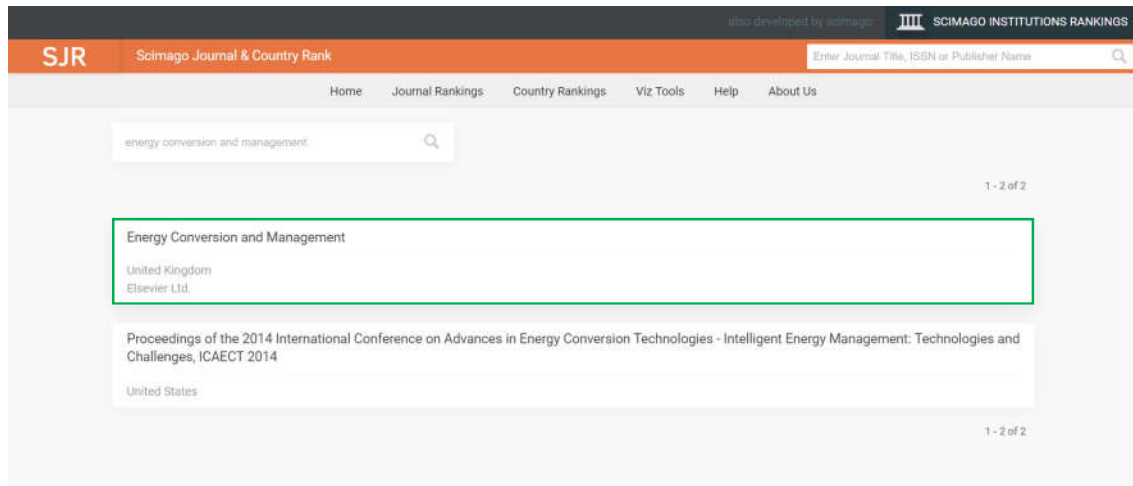 also developed by scimago:
SCIMAGO INSTITUTIONS RANKINGS
SJR
Scimago Journal & Country Rank
Enter Journal Title, ISSN or Publisher Name
Home Journal Rankings Country Rankings Viz Tools Help About Us
energy conversion and management
1 - 2 of 2
Energy Conversion and Management
United Kingdom
Elsevier Ltd.
Proceedings of the 2014 International Conference on Advances in Energy Conversion Technologies - Intelligent Energy Management: Technologies and
Challenges, ICAECT 2014
United States
1 - 2 of 2